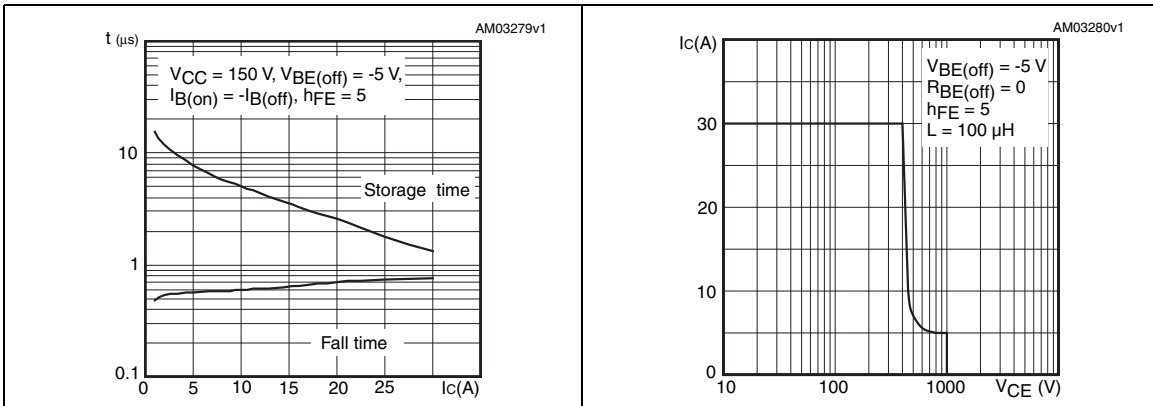 AM03279v1
t (µs)
VCC = 150 V, VBE(off) = -5 V,
IB(on) = -IB(off), hFE = 5
10
Storage time
1
Fall time
0.1
0 5 10 15 20 25 IC(A)
AM03280v1
IC(A)
VBE(off) = -5 V
RBE(off) = 0
hFE = 5
L = 100 µH
30
20
10
0
10 100 1000 VCE (V)